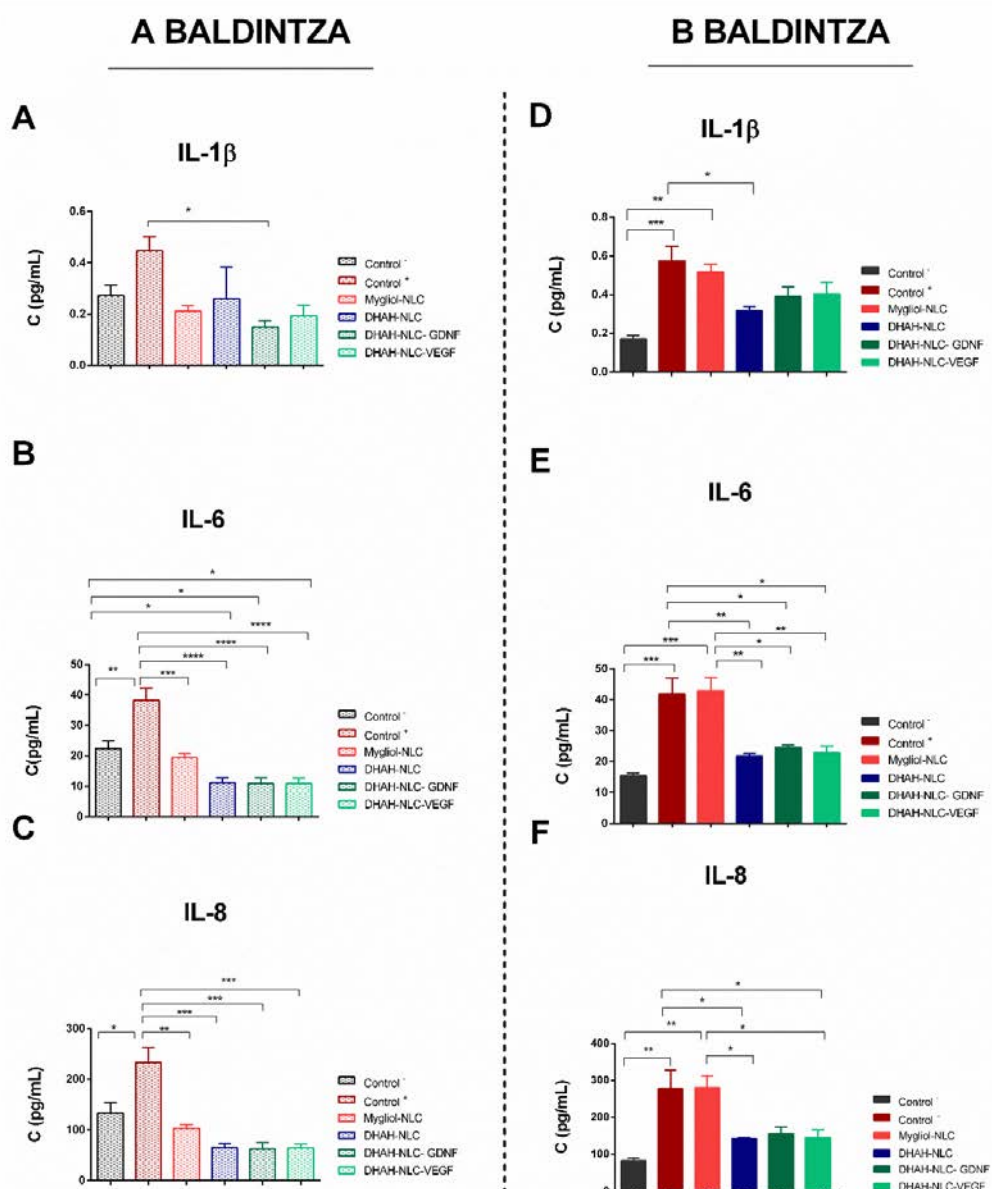 A BALDINTZA
B BALDINTZA
A
IL-1β
*
0.6
0.4
0.2
0.0
C (pg/mL)
Control -
Control +
Mygliol-NLC
DHAH-NLC
DHAH-NLC- GDNF
DHAH-NLC-VEGF
D
IL-1β
*
**
***
0.8
0.6
0.4
0.2
0.0
C (pg/mL)
Control -
Control +
Mygliol-NLC
DHAH-NLC
DHAH-NLC- GDNF
DHAH-NLC-VEGF
B
IL-6
*
*
*
****
****
****
** ***
50
40
30
20
10
0
C(pg/mL)
Control -
Control +
Mygliol-NLC
DHAH-NLC
DHAH-NLC- GDNF
DHAH-NLC-VEGF
E
IL-6
*
*
**
**
*** *
*** **
50
40
30
20
10
0
C (pg/mL)
Control -
Control +
Mygliol-NLC
DHAH-NLC
DHAH-NLC- GDNF
DHAH-NLC-VEGF
C
IL-8
***
***
***
* **
300
200
100
0
C (pg/mL)
Control -
Control +
Mygliol-NLC
DHAH-NLC
DHAH-NLC- GDNF
DHAH-NLC-VEGF
F
IL-8
*
*
**
** *
400
300
200
100
C (pg/mL)
Control -
Control -
Mygliol-NLC
DHAH-NLC
DHAH-NLC- GDNF
DHAH-NLC-VEGF